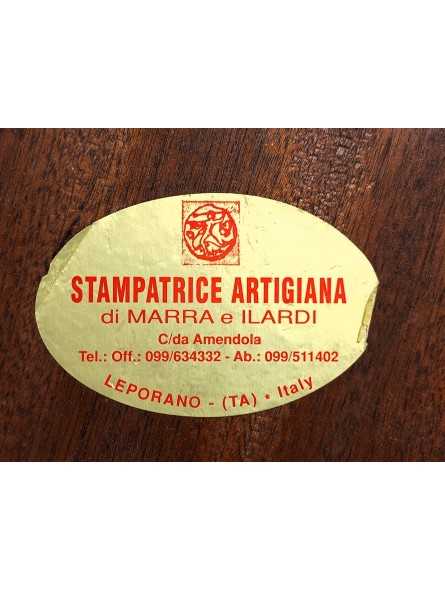 STAMPATRICE ARTIGIANA
di MARRA e ILARDI
C/da Amendola
Tel.: Off.: 099/634332 - Ab.: 099/511402
LEPORANO - (TA) • Italy